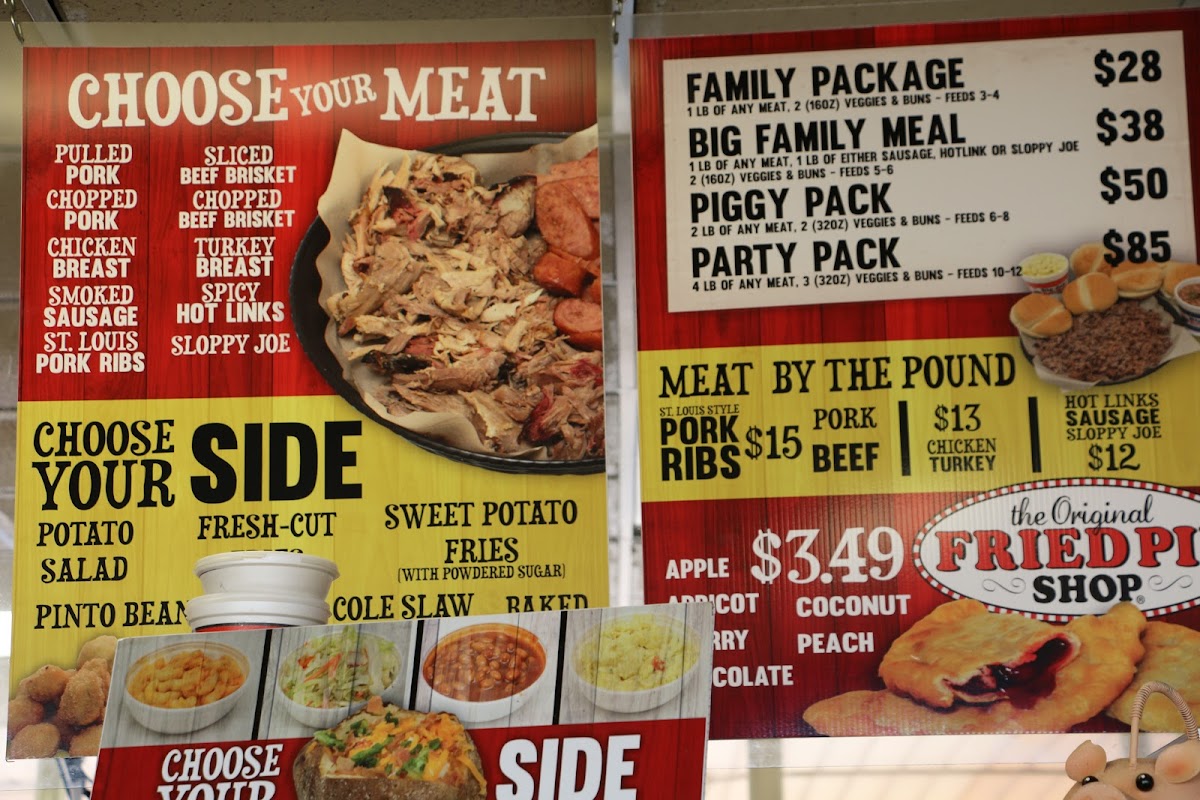 CHOOSE YOUR MEAT
PULLED
PORK
CHOPPED
PORK
CHICKEN
BREAST
SMOKED
SAUSAGE
ST. LOUIS
PORK RIBS
SLICED
BEEF BRISKET
CHOPPED
BEEF BRISKET
TURKEY
BREAST
SPICY
HOT LINKS
SLOPPY JOE
CHOOSE
YOUR
SIDE
POTATO
SALAD
FRESH-CUT
SWEET POTATO
FRIES
(WITH POWDERED SUGAR)
PINTO BEAN
COLE SLAW
BAKED
CHOOSE
YOUR
SIDE
FAMILY PACKAGE $28
1 LB OF ANY MEAT, 2 (16OZ) VEGGIES & BUNS - FEEDS 3-4
BIG FAMILY MEAL $38
1 LB OF ANY MEAT, 1 LB OF EITHER SAUSAGE, HOTLINK OR SLOPPY JOE
2 (16OZ) VEGGIES & BUNS - FEEDS 5-6
PIGGY PACK $50
2 LB OF ANY MEAT, 2 (32OZ) VEGGIES & BUNS - FEEDS 6-8
PARTY PACK $85
4 LB OF ANY MEAT, 3 (32OZ) VEGGIES & BUNS - FEEDS 10-12
MEAT BY THE POUND
ST. LOUIS STYLE
PORK
RIBS
$15
PORK
BEEF
$13
CHICKEN
TURKEY
HOT LINKS
SAUSAGE
SLOPPY JOE
$12
the Original
FRIED PI
SHOP
APPLE $3.49
COCONUT
PEACH